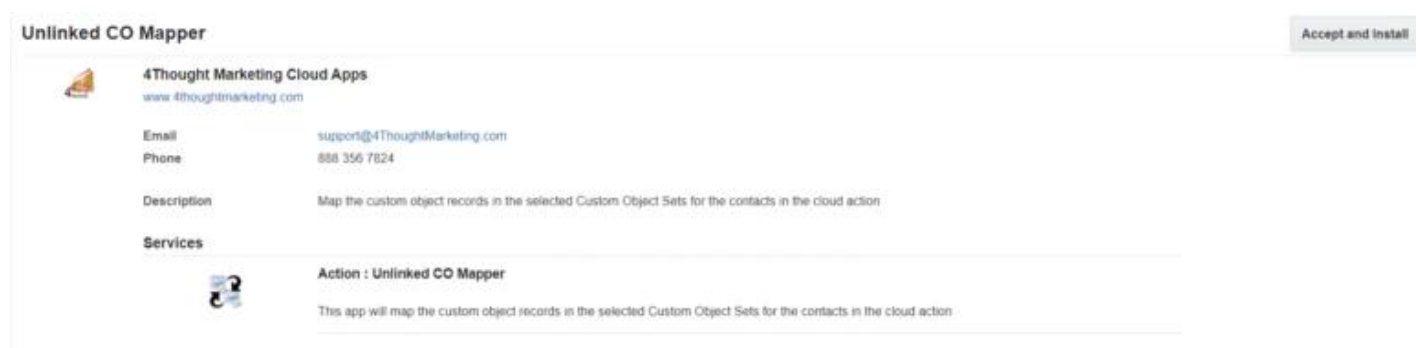 Unlinked CO Mapper
Accept and Install
4Thought Marketing Cloud Apps
www.4thoughtmarketing.com
Email support@4ThoughtMarketing.com
Phone 888 356 7824
Description Map the custom object records in the selected Custom Object Sets for the contacts in the cloud action
Services
Action : Unlinked CO Mapper
This app will map the custom object records in the selected Custom Object Sets for the contacts in the cloud action